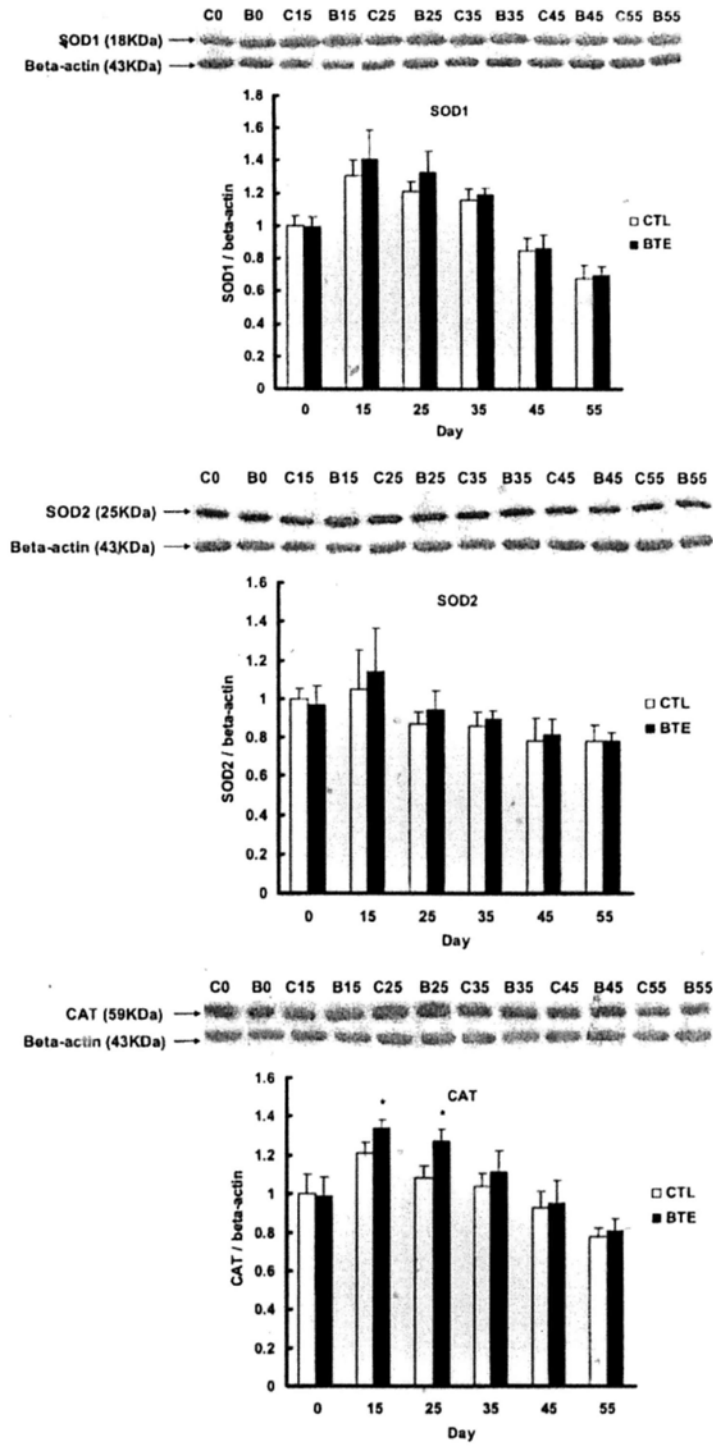 C0 B0 C15 B15 C25 B25 C35 B35 C45 B45 C55 B55
SOD1 (18KDa)
Beta-actin (43KDa)
SOD1
1.8
1.6
1.4
1.2
1
0.8
0.6
0.4
0.2
0
SOD1 / beta-actin
CTL
BTE
0 15 25 35 45 55
Day
C0 B0 C15 B15 C25 B25 C35 B35 C45 B45 C55 B55
SOD2 (25KDa)
Beta-actin (43KDa)
SOD2
1.6
1.4
1.2
1
0.8
0.6
0.4
0.2
0
SOD2 / beta-actin
CTL
BTE
0 15 25 35 45 55
Day
C0 B0 C15 B15 C25 B25 C35 B35 C45 B45 C55 B55
CAT (59KDa)
Beta-actin (43KDa)
CAT
1.6
1.4
1.2
1
0.8
0.6
0.4
0.2
0
* *
CAT / beta-actin
CTL
BTE
0 15 25 35 45 55
Day